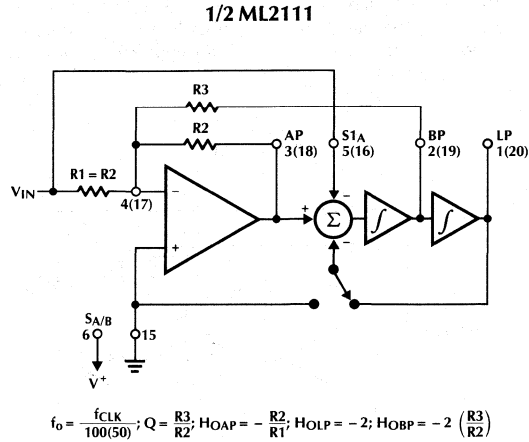 1/2 ML2111
R3
R2
AP
3(18)
S1A
5(16)
BP
2(19)
LP
1(20)
R1 = R2
VIN
4(17)
−
+
+
−
Σ
−
∫
∫
SA/B
6
15
V+
fo = fCLK / 100(50) ; Q = R3 / R2 ; HOAP = − R2 / R1 ; HOLP = − 2; HOBP = − 2 (R3 / R2)